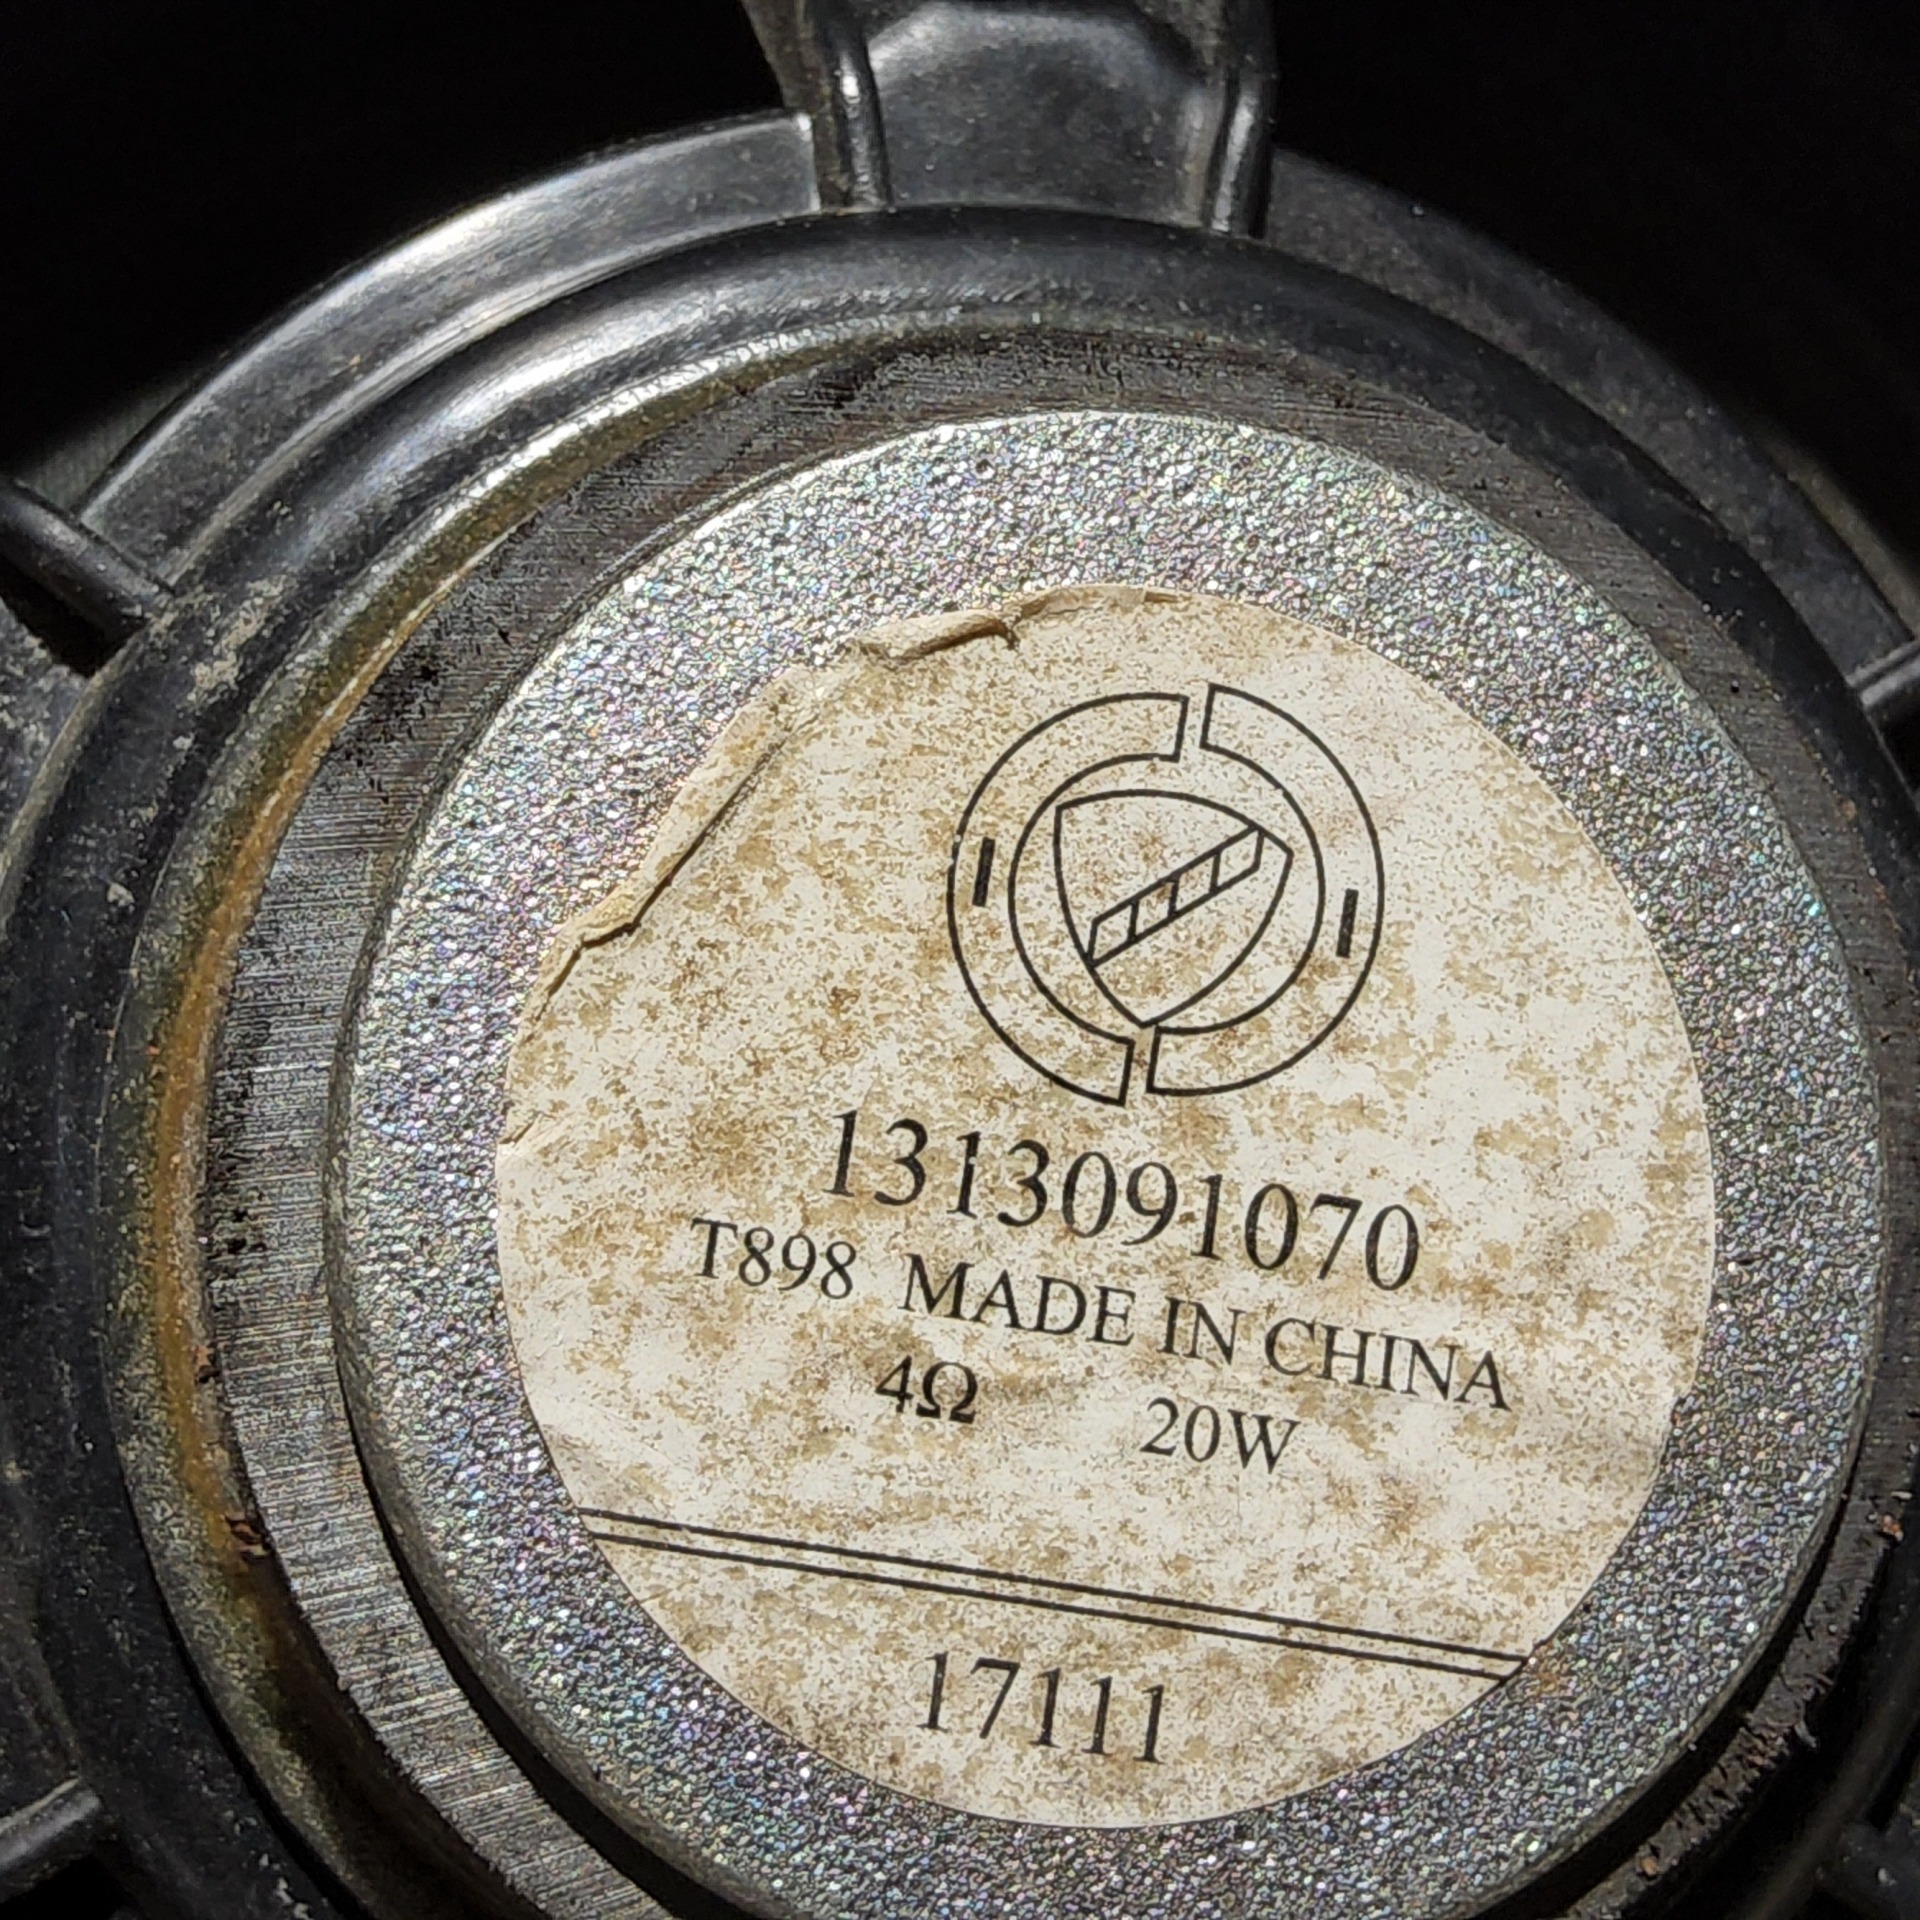 1313091070
T898 MADE IN CHINA
4Ω 20W
17111